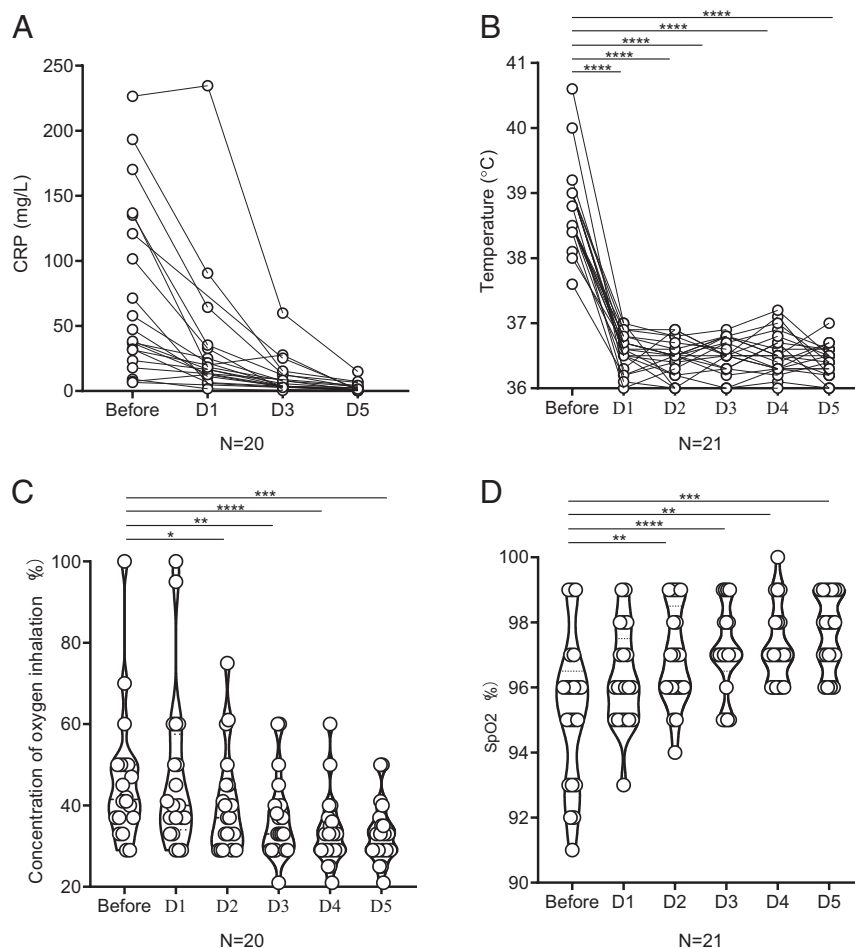 A
CRP (mg/L)
250
200
150
100
50
0
Before D1 D3 D5
N=20
B
****
****
****
****
****
Temperature (°C)
41
40
39
38
37
36
Before D1 D2 D3 D4 D5
N=21
C
***
****
**
*
Concentration of oxygen inhalation %)
100
80
60
40
20
Before D1 D2 D3 D4 D5
N=20
D
***
**
****
**
SpO2 %)
100
98
96
94
92
90
Before D1 D2 D3 D4 D5
N=21